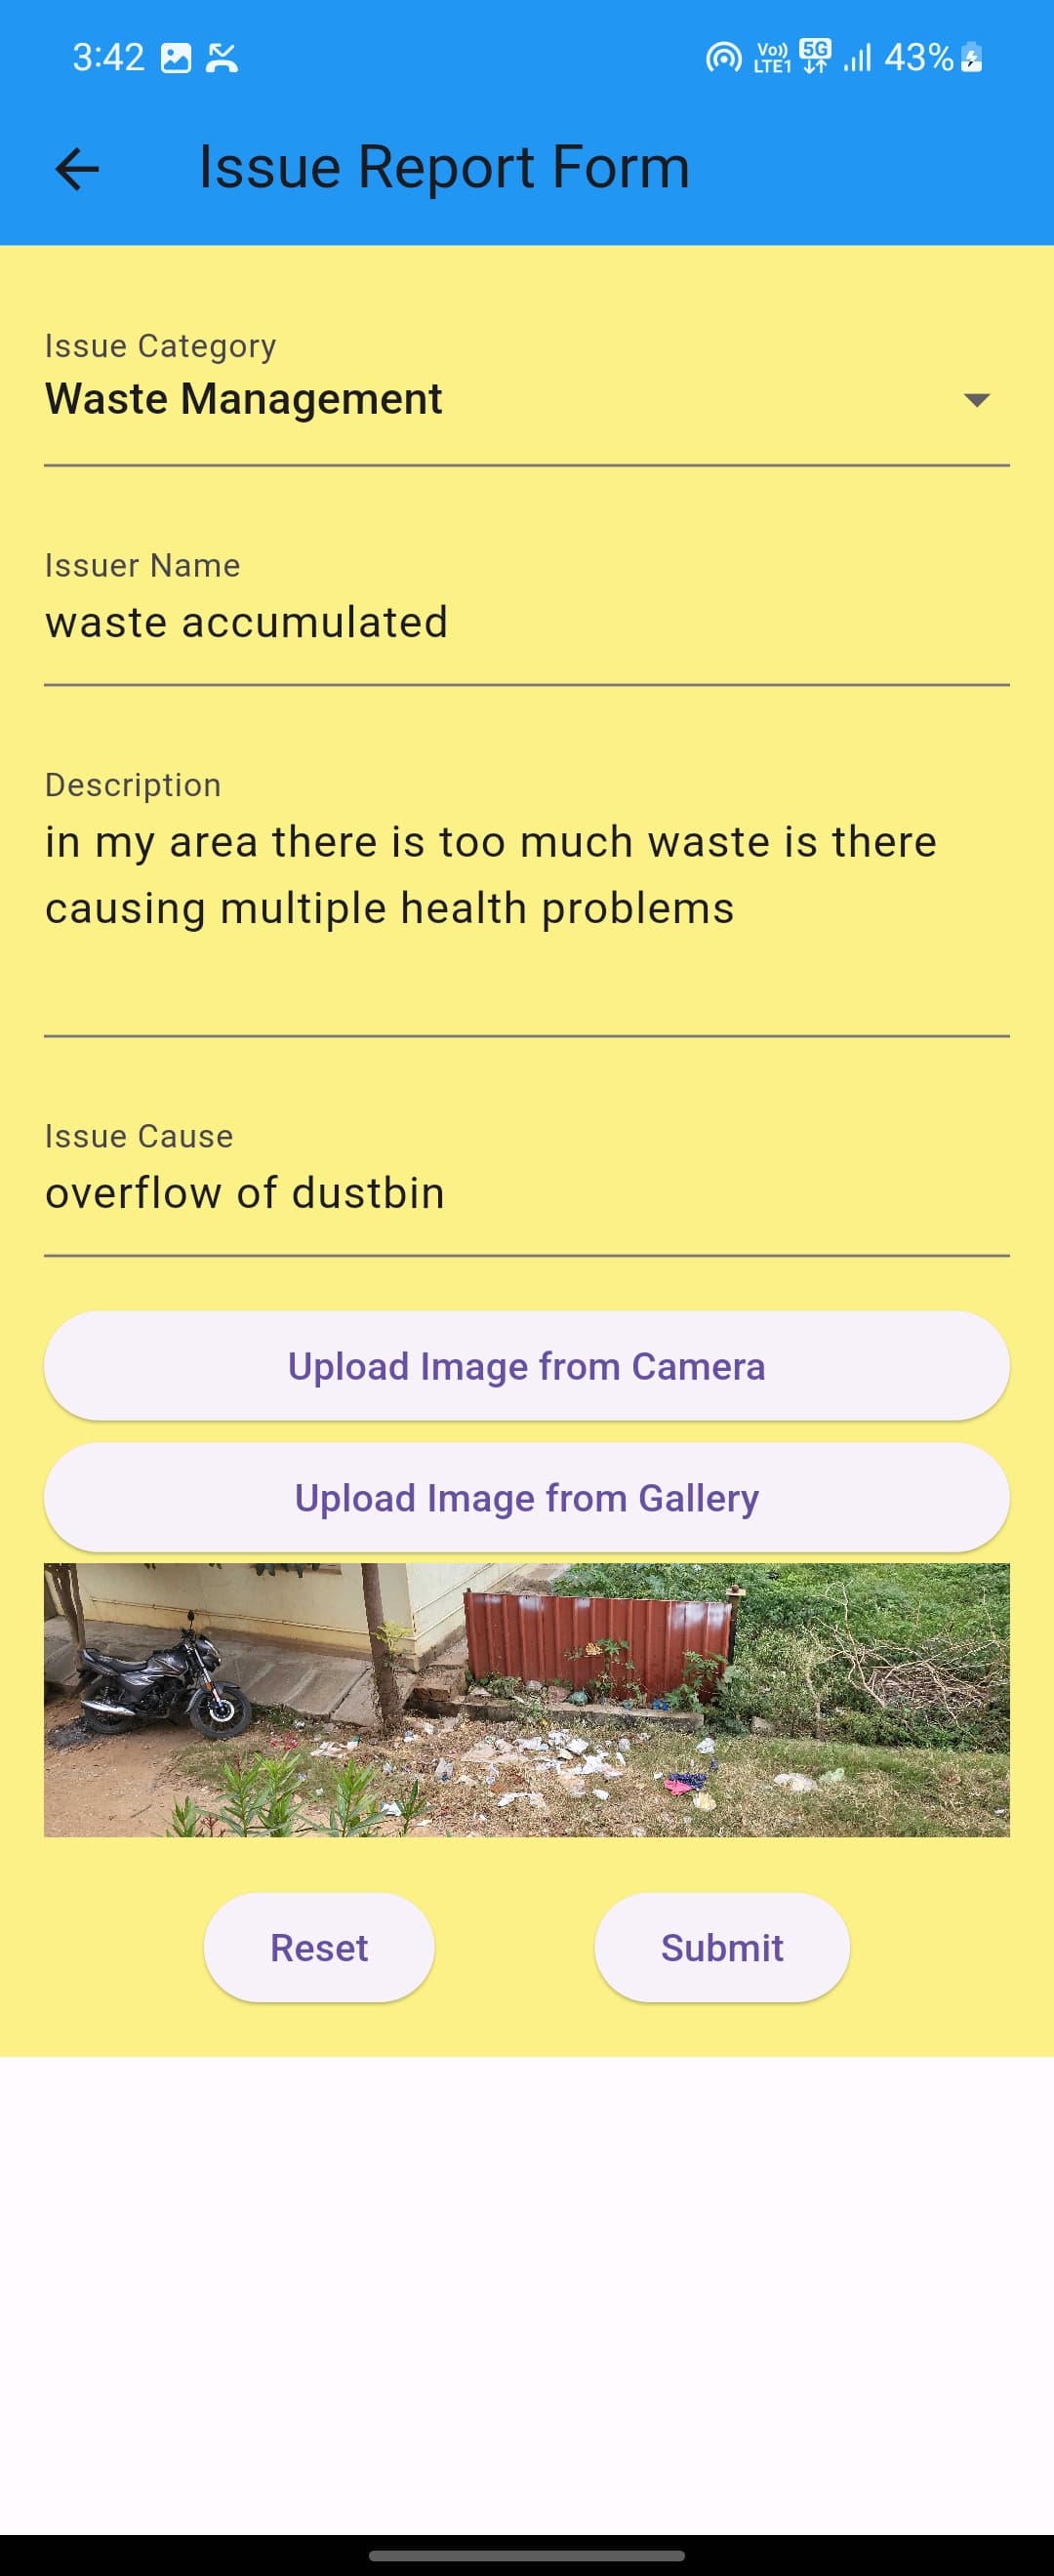 3:42 Vo)) LTE1 5G 43%
Issue Report Form
Issue Category
Waste Management
Issuer Name
waste accumulated
Description
in my area there is too much waste is there
causing multiple health problems
Issue Cause
overflow of dustbin
Upload Image from Camera
Upload Image from Gallery
Reset Submit